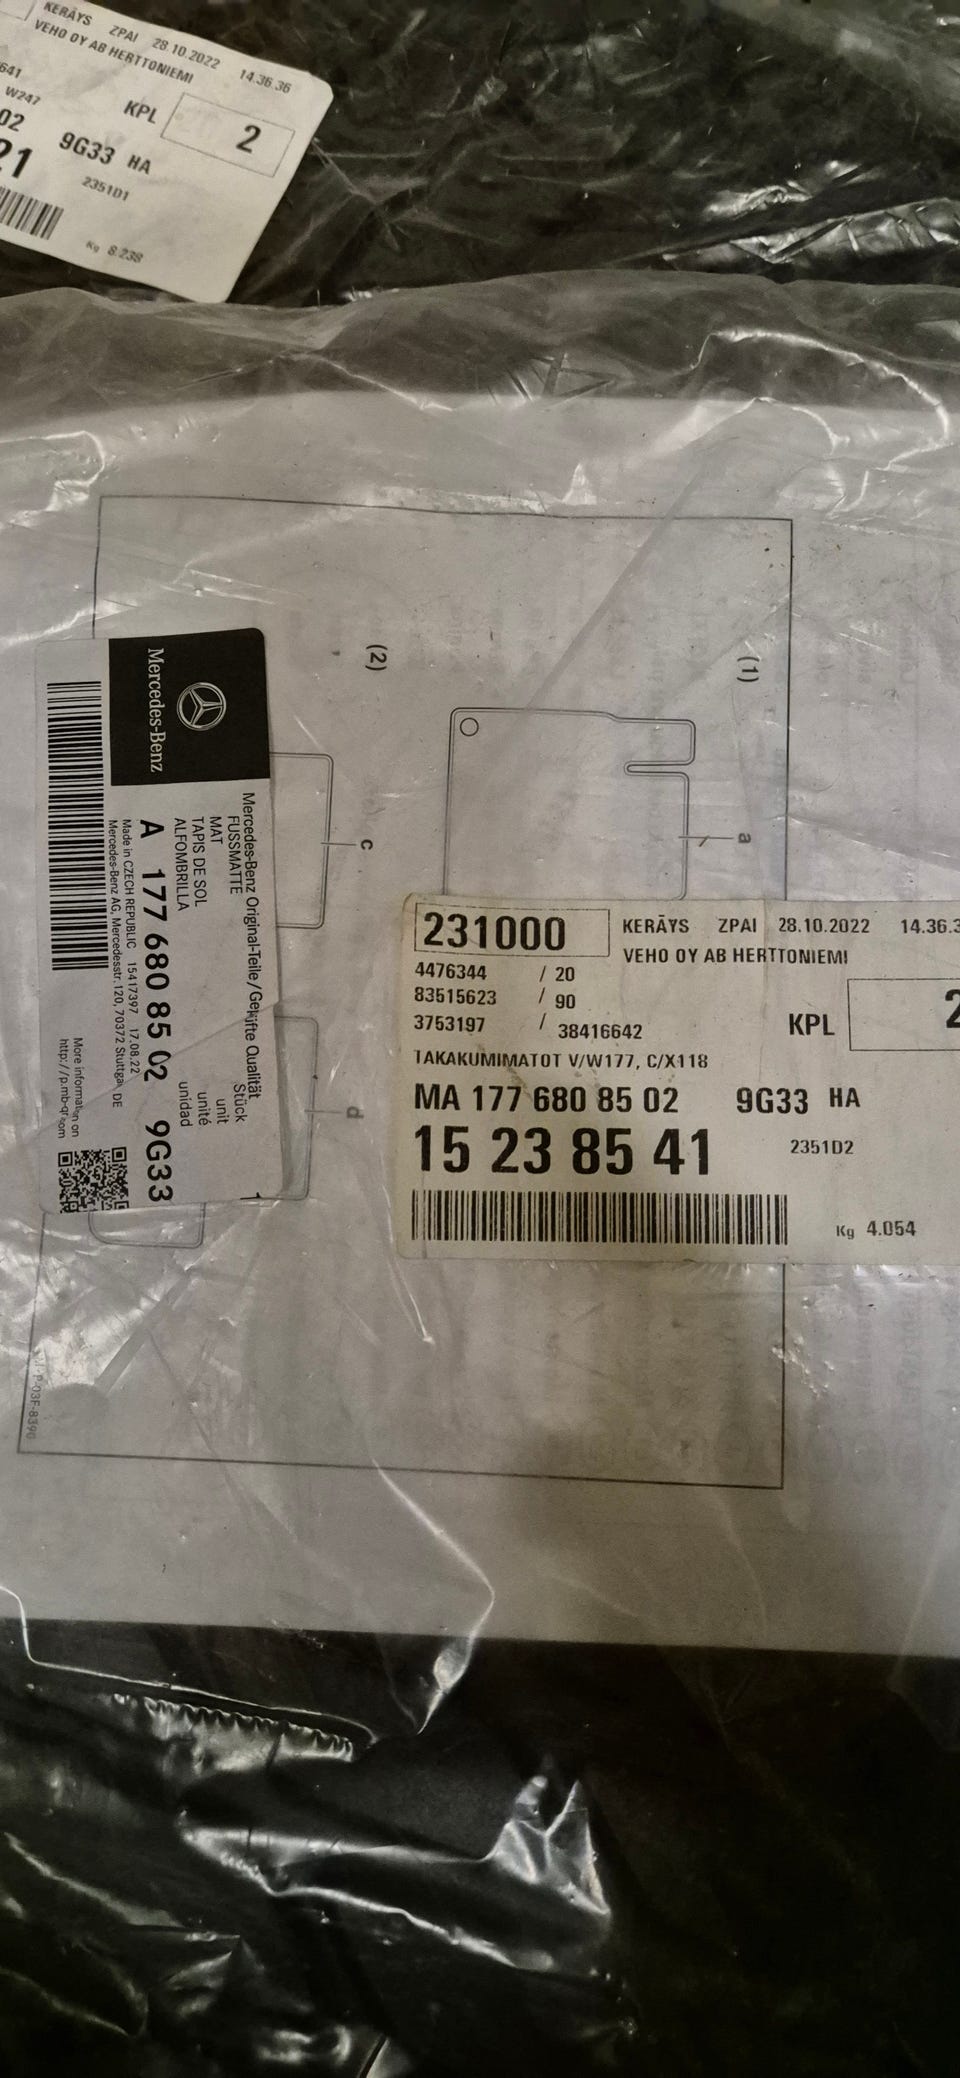 KERÄYS ZPAI 28.10.2022 14.36.36
VEHO OY AB HERTTONIEMI
W247
KPL 2
02 9G33 HA
21
2351D1
Kg 8.238
(1)
a
(2)
c
d
Mercedes-Benz
Mercedes-Benz Original-Teile/Geprüfte Qualität
FUSSMATTE
MAT
TAPIS DE SOL
ALFOMBRILLA
Stück
unit
unité
unidad
1
A 177 680 85 02 9G33
Made in CZECH REPUBLIC 15417397 17.08.22
Mercedes-Benz AG, Mercedesstr.120, 70372 Stuttgart, DE
More information on
231000 KERÄYS ZPAI 28.10.2022 14.36.3
VEHO OY AB HERTTONIEMI
4476344 / 20
83515623 / 90
3753197 / 38416642
KPL 2
TAKAKUMIMATOT V/W177, C/X118
MA 177 680 85 02 9G33 HA
15 23 85 41 2351D2
Kg 4.054